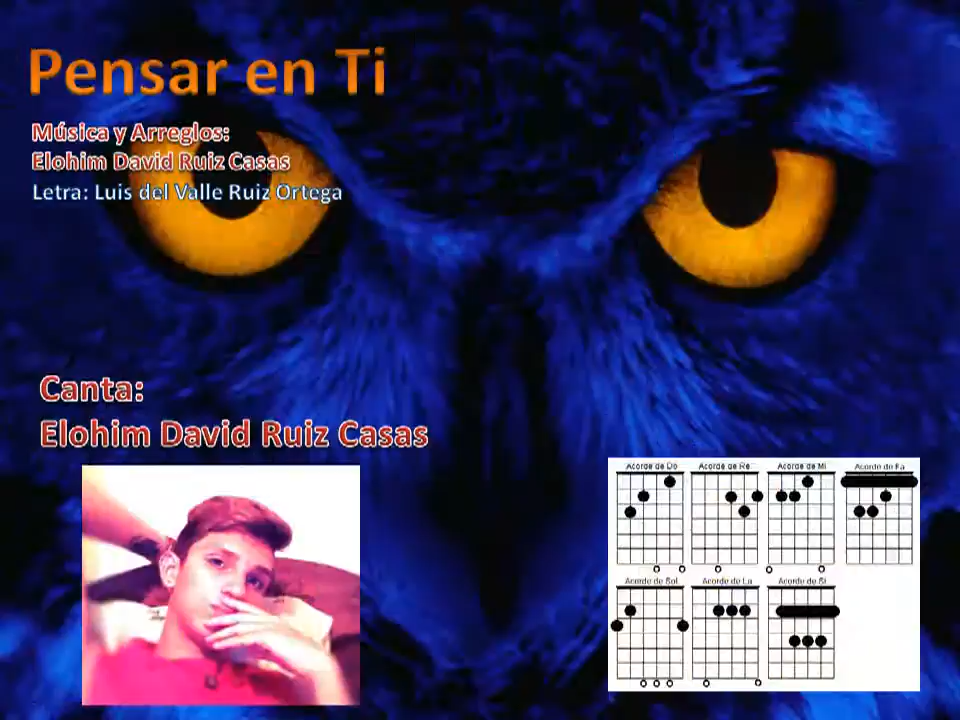 Pensar en Ti
Música y Arreglos:
Elohim David Ruiz Casas
Letra: Luis del Valle Ruiz Ortega
Canta:
Elohim David Ruiz Casas
Acorde de Do Acorde de Re Acorde de Mi Acorde de Fa
Acorde de Sol Acorde de La Acorde de Si